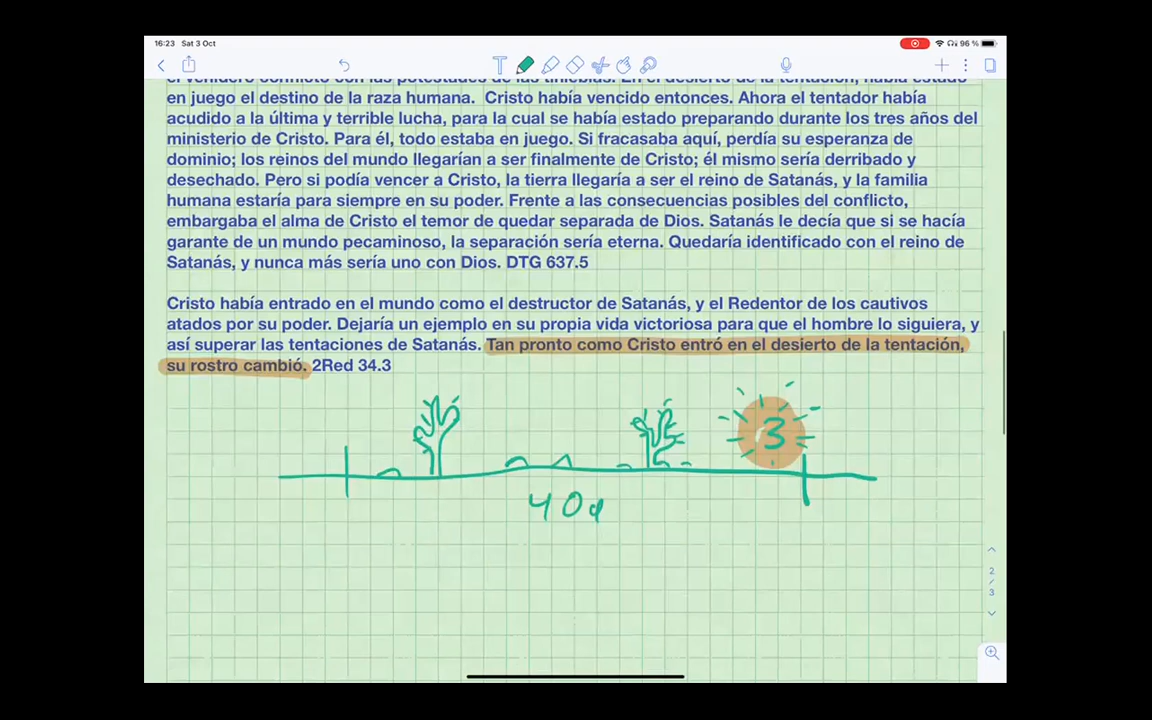 16:23 Sat 3 Oct
96 %
en juego el destino de la raza humana. Cristo había vencido entonces. Ahora el tentador había
acudido a la última y terrible lucha, para la cual se había estado preparando durante los tres años del
ministerio de Cristo. Para él, todo estaba en juego. Si fracasaba aquí, perdía su esperanza de
dominio; los reinos del mundo llegarían a ser finalmente de Cristo; él mismo sería derribado y
desechado. Pero si podía vencer a Cristo, la tierra llegaría a ser el reino de Satanás, y la familia
humana estaría para siempre en su poder. Frente a las consecuencias posibles del conflicto,
embargaba el alma de Cristo el temor de quedar separada de Dios. Satanás le decía que si se hacía
garante de un mundo pecaminoso, la separación sería eterna. Quedaría identificado con el reino de
Satanás, y nunca más sería uno con Dios. DTG 637.5
Cristo había entrado en el mundo como el destructor de Satanás, y el Redentor de los cautivos
atados por su poder. Dejaría un ejemplo en su propia vida victoriosa para que el hombre lo siguiera, y
así superar las tentaciones de Satanás. Tan pronto como Cristo entró en el desierto de la tentación,
su rostro cambió. 2Red 34.3
3
40d
2
/
3